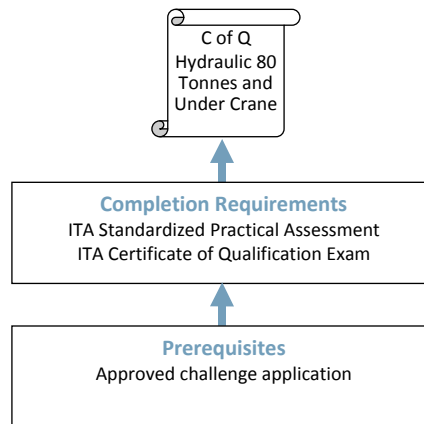 C of Q
Hydraulic 80
Tonnes and
Under Crane
Completion Requirements
ITA Standardized Practical Assessment
ITA Certificate of Qualification Exam
Prerequisites
Approved challenge application